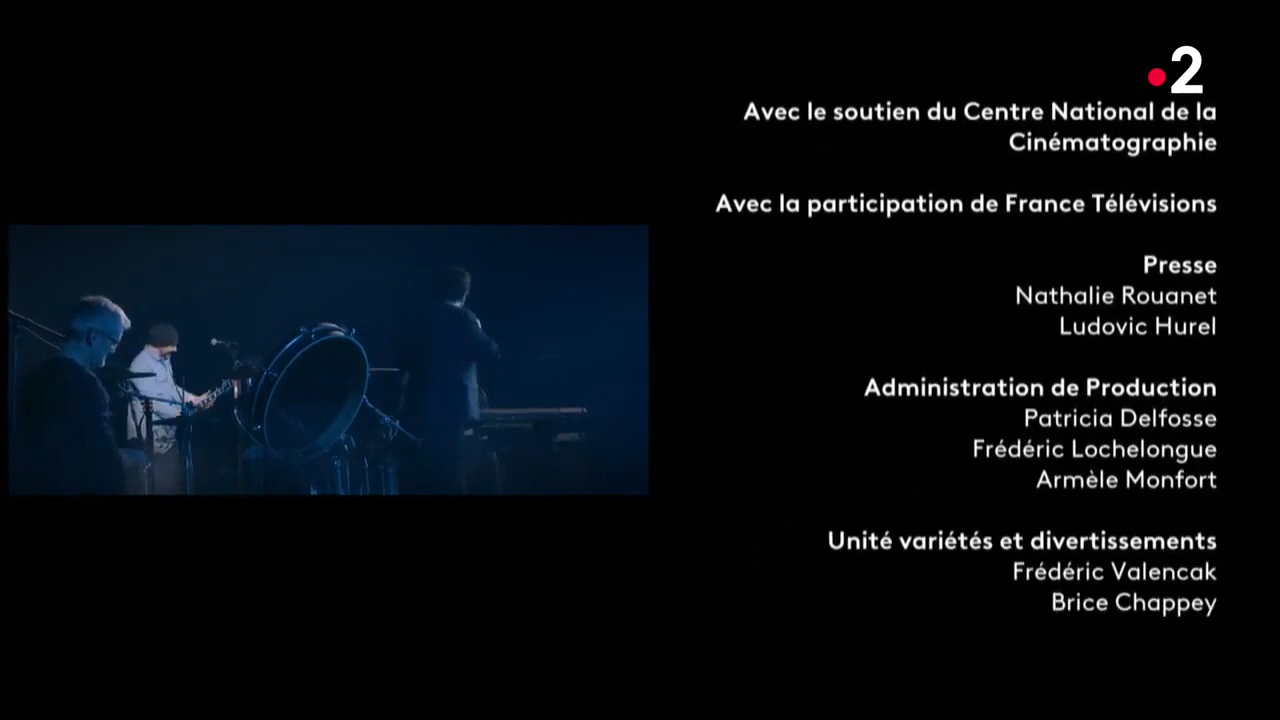 2
Avec le soutien du Centre National de la
Cinématographie
Avec la participation de France Télévisions
Presse
Nathalie Rouanet
Ludovic Hurel
Administration de Production
Patricia Delfosse
Frédéric Lochelongue
Armèle Monfort
Unité variétés et divertissements
Frédéric Valencak
Brice Chappey